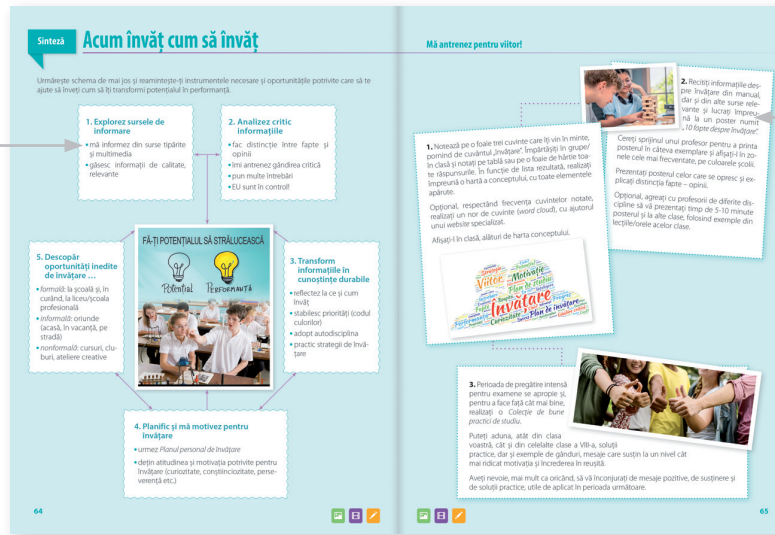 Sinteză
Acum învăț cum să învăț
Urmărește schema de mai jos și reamintește-ți instrumentele necesare și oportunitățile potrivite care să te
ajute să înveți cum să îți transformi potențialul în performanță.
1. Explorez sursele de
informare
• mă informez din surse tipărite
și multimedia
• găsesc informații de calitate,
relevante
2. Analizez critic
informațiile
• fac distincție între fapte și
opinii
• îmi antrenez gândirea critică
• pun multe întrebări
• EU sunt în control!
5. Descopăr
oportunități inedite
de învățare ...
• formală: la școală și, în
curând, la liceu/școala
profesională
• informală: oriunde
(acasă, în vacanță, pe
stradă)
• nonformală: cursuri, clu-
buri, ateliere creative
FĂ-ȚI POTENȚIALUL SĂ STRĂLUCEASCĂ
Potențial
PERFORMANȚĂ
3. Transform
informațiile în
cunoștințe durabile
• reflectez la ce și cum
învăț
• stabilesc priorități (codul
culorilor)
• adopt autodisciplina
• practic strategii de învă-
țare
4. Planific și mă motivez pentru
învățare
• urmez Planul personal de învățare
• dețin atitudinea și motivația potrivite pentru
învățare (curiozitate, conștiinciozitate, perse-
verență etc.)
64
Mă antrenez pentru viitor!
1. Notează pe o foaie trei cuvinte care îți vin în minte,
pornind de cuvântul „învățare”. Împărtășiți în grupe/
în clasă și notați pe tablă sau pe o foaie de hârtie toa-
te răspunsurile. În funcție de lista rezultată, realizați
împreună o hartă a conceptului, cu toate elementele
apărute.
Opțional, respectând frecvența cuvintelor notate,
realizați un nor de cuvinte (word cloud), cu ajutorul
unui website specializat.
Afișați-l în clasă, alături de harta conceptului.
Strategie
Viitor
Motivație
Plan de studiu
Învățare
Performanță
Curiozitate
Plan de învățare
2. Recitiți informațiile des-
pre învățare din manual,
dar și din alte surse rele-
vante și lucrați împreu-
nă la un poster numit
„10 fapte despre învățare”.
Cereți sprijinul unui profesor pentru a printa
posterul în câteva exemplare și afișați-l în zo-
nele cele mai frecventate, pe culoarele școlii.
Prezentați posterul celor care se opresc și ex-
plicați distincția fapte – opinii.
Opțional, agreați cu profesorii de diferite dis-
cipline să vă prezentați timp de 5-10 minute
posterul și la alte clase, folosind exemple din
lecțiile/orele acelor clase.
3. Perioada de pregătire intensă
pentru examene se apropie și,
pentru a face față cât mai bine,
realizați o Colecție de bune
practici de studiu.
Puteți aduna, atât din clasa
voastră, cât și din celelalte clase a VIII-a, soluții
practice, dar și exemple de gânduri, mesaje care susțin la un nivel cât
mai ridicat motivația și încrederea în reușită.
Aveți nevoie, mai mult ca oricând, să vă înconjurați de mesaje pozitive, de susținere și
de soluții practice, utile de aplicat în perioada următoare.
65